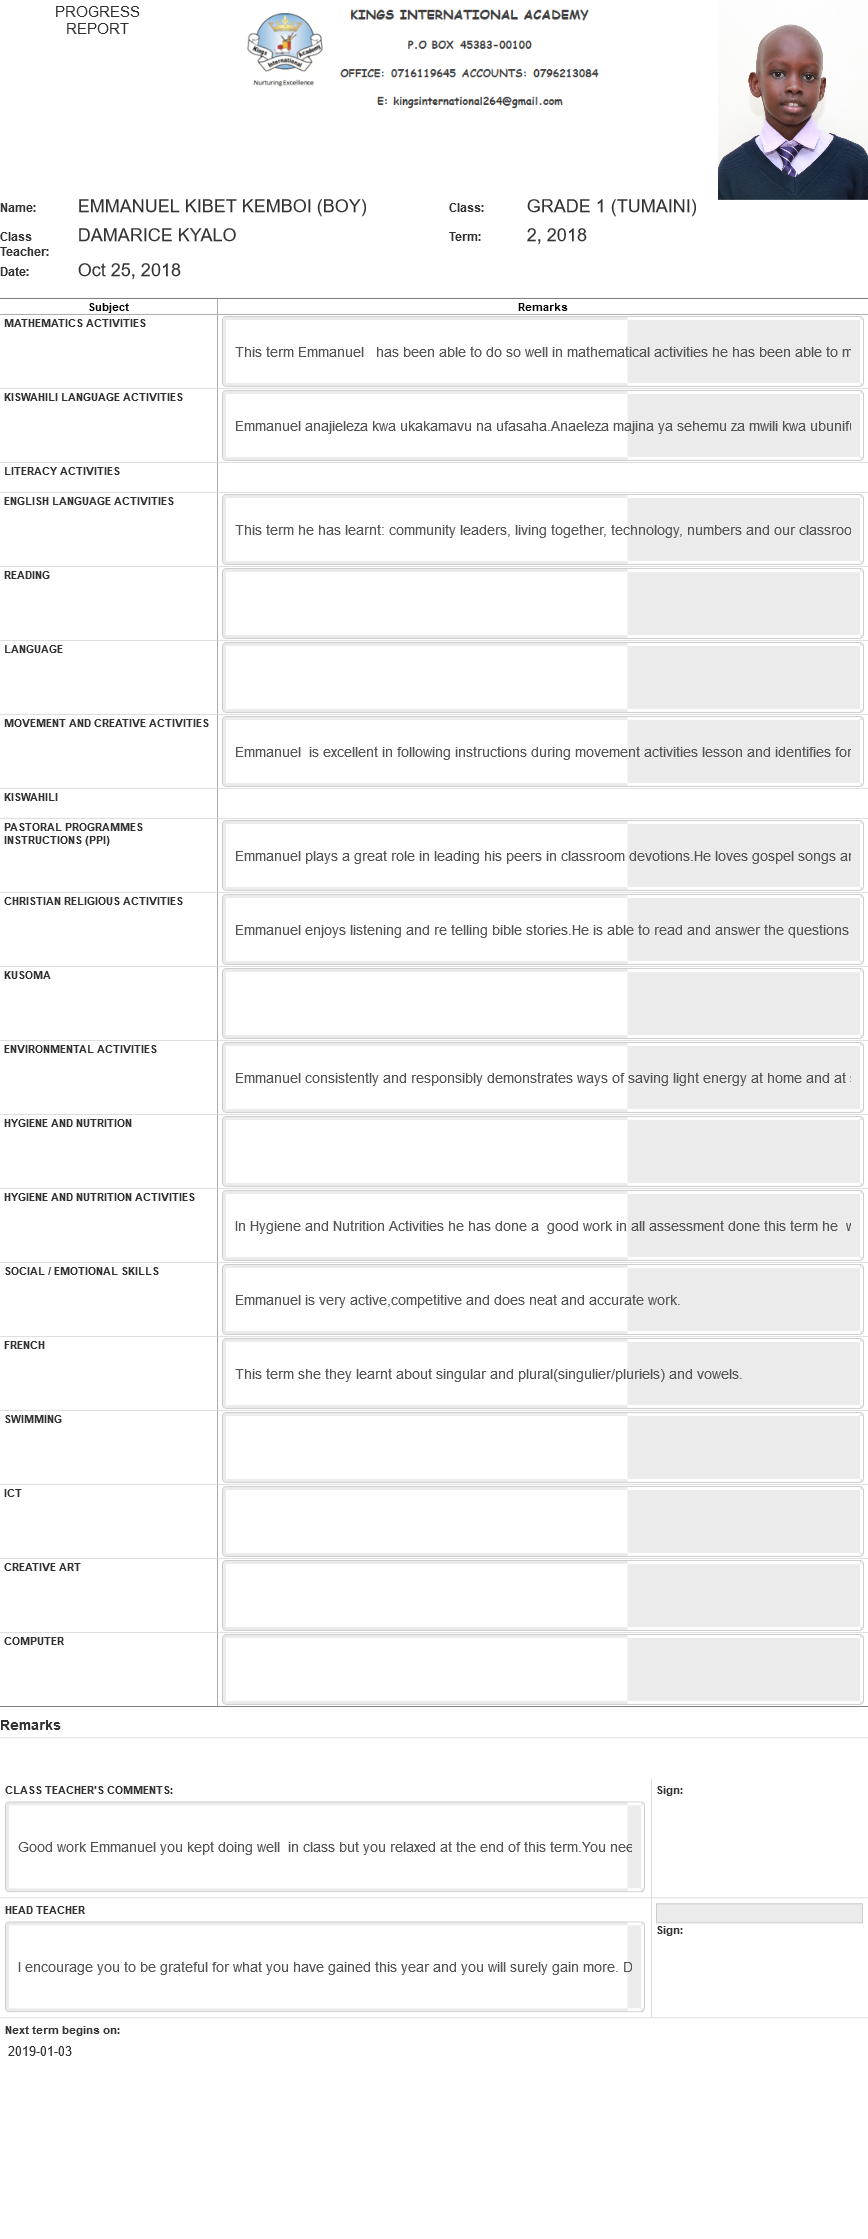 PROGRESS
REPORT
KINGS INTERNATIONAL ACADEMY
P.O BOX 45383-00100
OFFICE: 0716119645 ACCOUNTS: 0796213084
E: kingsinternational264@gmail.com
Kings International Academy
Nurturing Excellence
Name: EMMANUEL KIBET KEMBOI (BOY) Class: GRADE 1 (TUMAINI)
Class Teacher: DAMARICE KYALO Term: 2, 2018
Date: Oct 25, 2018
Subject Remarks
MATHEMATICS ACTIVITIES
This term Emmanuel has been able to do so well in mathematical activities he has been able to m
KISWAHILI LANGUAGE ACTIVITIES
Emmanuel anajieleza kwa ukakamavu na ufasaha.Anaeleza majina ya sehemu za mwili kwa ubunif
LITERACY ACTIVITIES
ENGLISH LANGUAGE ACTIVITIES
This term he has learnt: community leaders, living together, technology, numbers and our classroo
READING
LANGUAGE
MOVEMENT AND CREATIVE ACTIVITIES
Emmanuel is excellent in following instructions during movement activities lesson and identifies for
KISWAHILI
PASTORAL PROGRAMMES
INSTRUCTIONS (PPI)
Emmanuel plays a great role in leading his peers in classroom devotions.He loves gospel songs ar
CHRISTIAN RELIGIOUS ACTIVITIES
Emmanuel enjoys listening and re telling bible stories.He is able to read and answer the questions
KUSOMA
ENVIRONMENTAL ACTIVITIES
Emmanuel consistently and responsibly demonstrates ways of saving light energy at home and at
HYGIENE AND NUTRITION
HYGIENE AND NUTRITION ACTIVITIES
In Hygiene and Nutrition Activities he has done a good work in all assessment done this term he
SOCIAL / EMOTIONAL SKILLS
Emmanuel is very active,competitive and does neat and accurate work.
FRENCH
This term she they learnt about singular and plural(singulier/pluriels) and vowels.
SWIMMING
ICT
CREATIVE ART
COMPUTER
Remarks
CLASS TEACHER'S COMMENTS: Sign:
Good work Emmanuel you kept doing well in class but you relaxed at the end of this term.You nee
HEAD TEACHER
Sign:
I encourage you to be grateful for what you have gained this year and you will surely gain more. D
Next term begins on:
2019-01-03